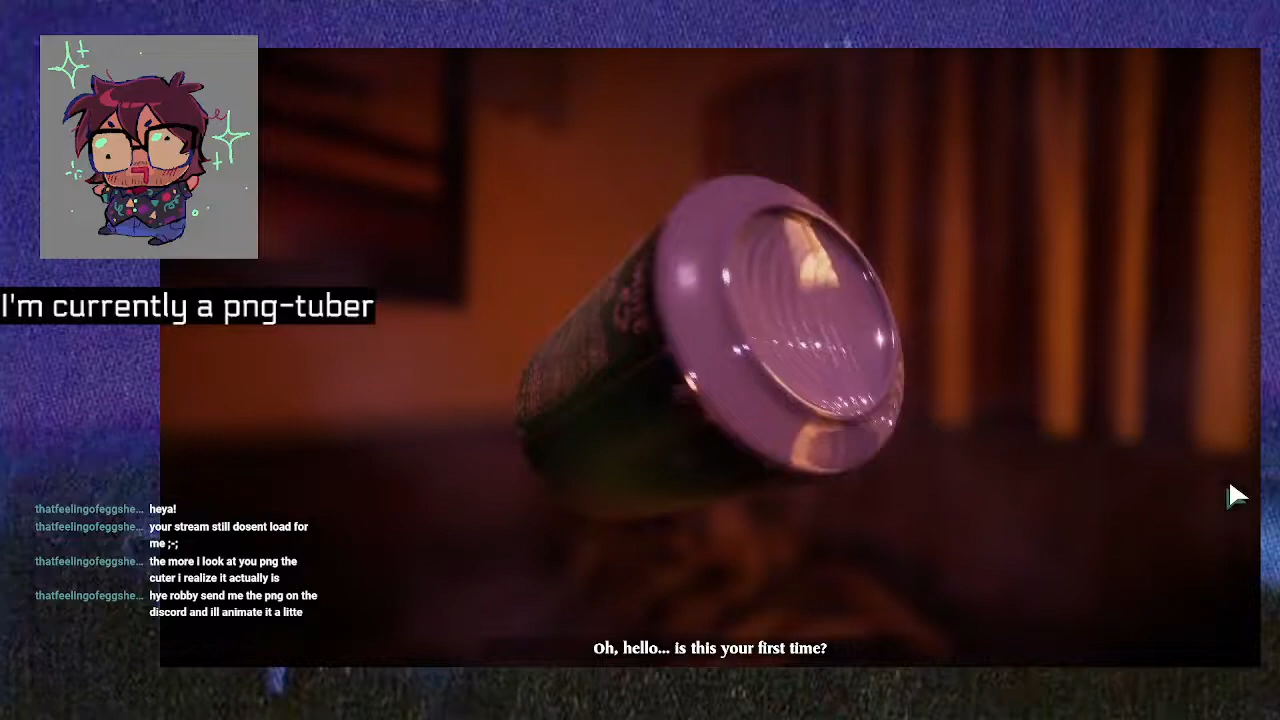 I'm currently a png-tuber
thatfeelingofeggshe... heya!
thatfeelingofeggshe... your stream still dosent load for
me ;-;
thatfeelingofeggshe... the more i look at you png the
cuter i realize it actually is
thatfeelingofeggshe... hye robby send me the png on the
discord and ill animate it a litte
Oh, hello... is this your first time?